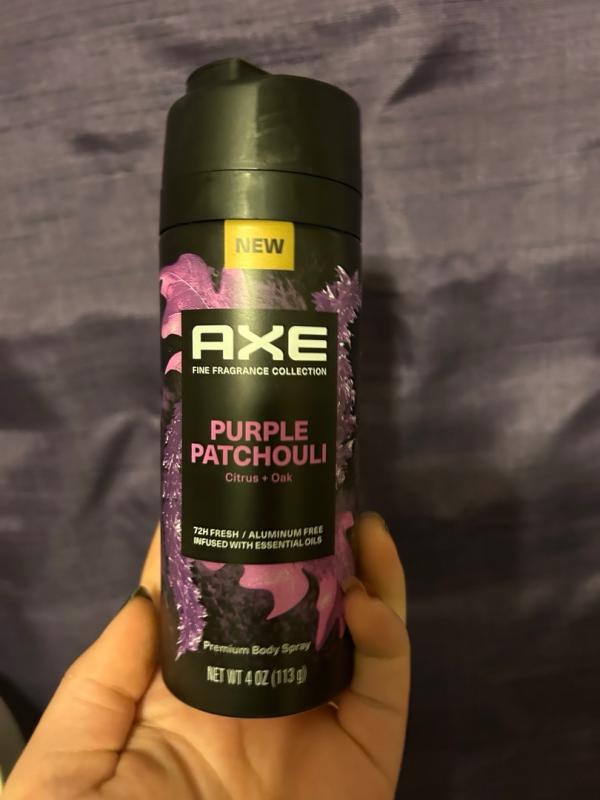 NEW
AXE
FINE FRAGRANCE COLLECTION
PURPLE
PATCHOULI
Citrus + Oak
72H FRESH / ALUMINUM FREE
INFUSED WITH ESSENTIAL OILS
Premium Body Spray
NET WT 4 OZ (113 g)